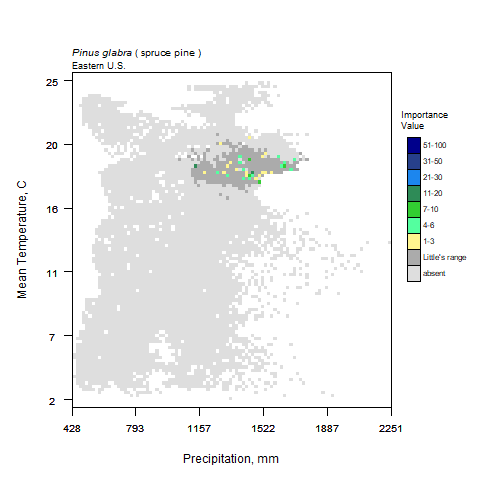 Pinus glabra ( spruce pine )
Eastern U.S.
25
20
16
11
7
2
Mean Temperature, C
428 793 1157 1522 1887 2251
Precipitation, mm
Importance
Value
51-100
31-50
21-30
11-20
7-10
4-6
1-3
Little's range
absent